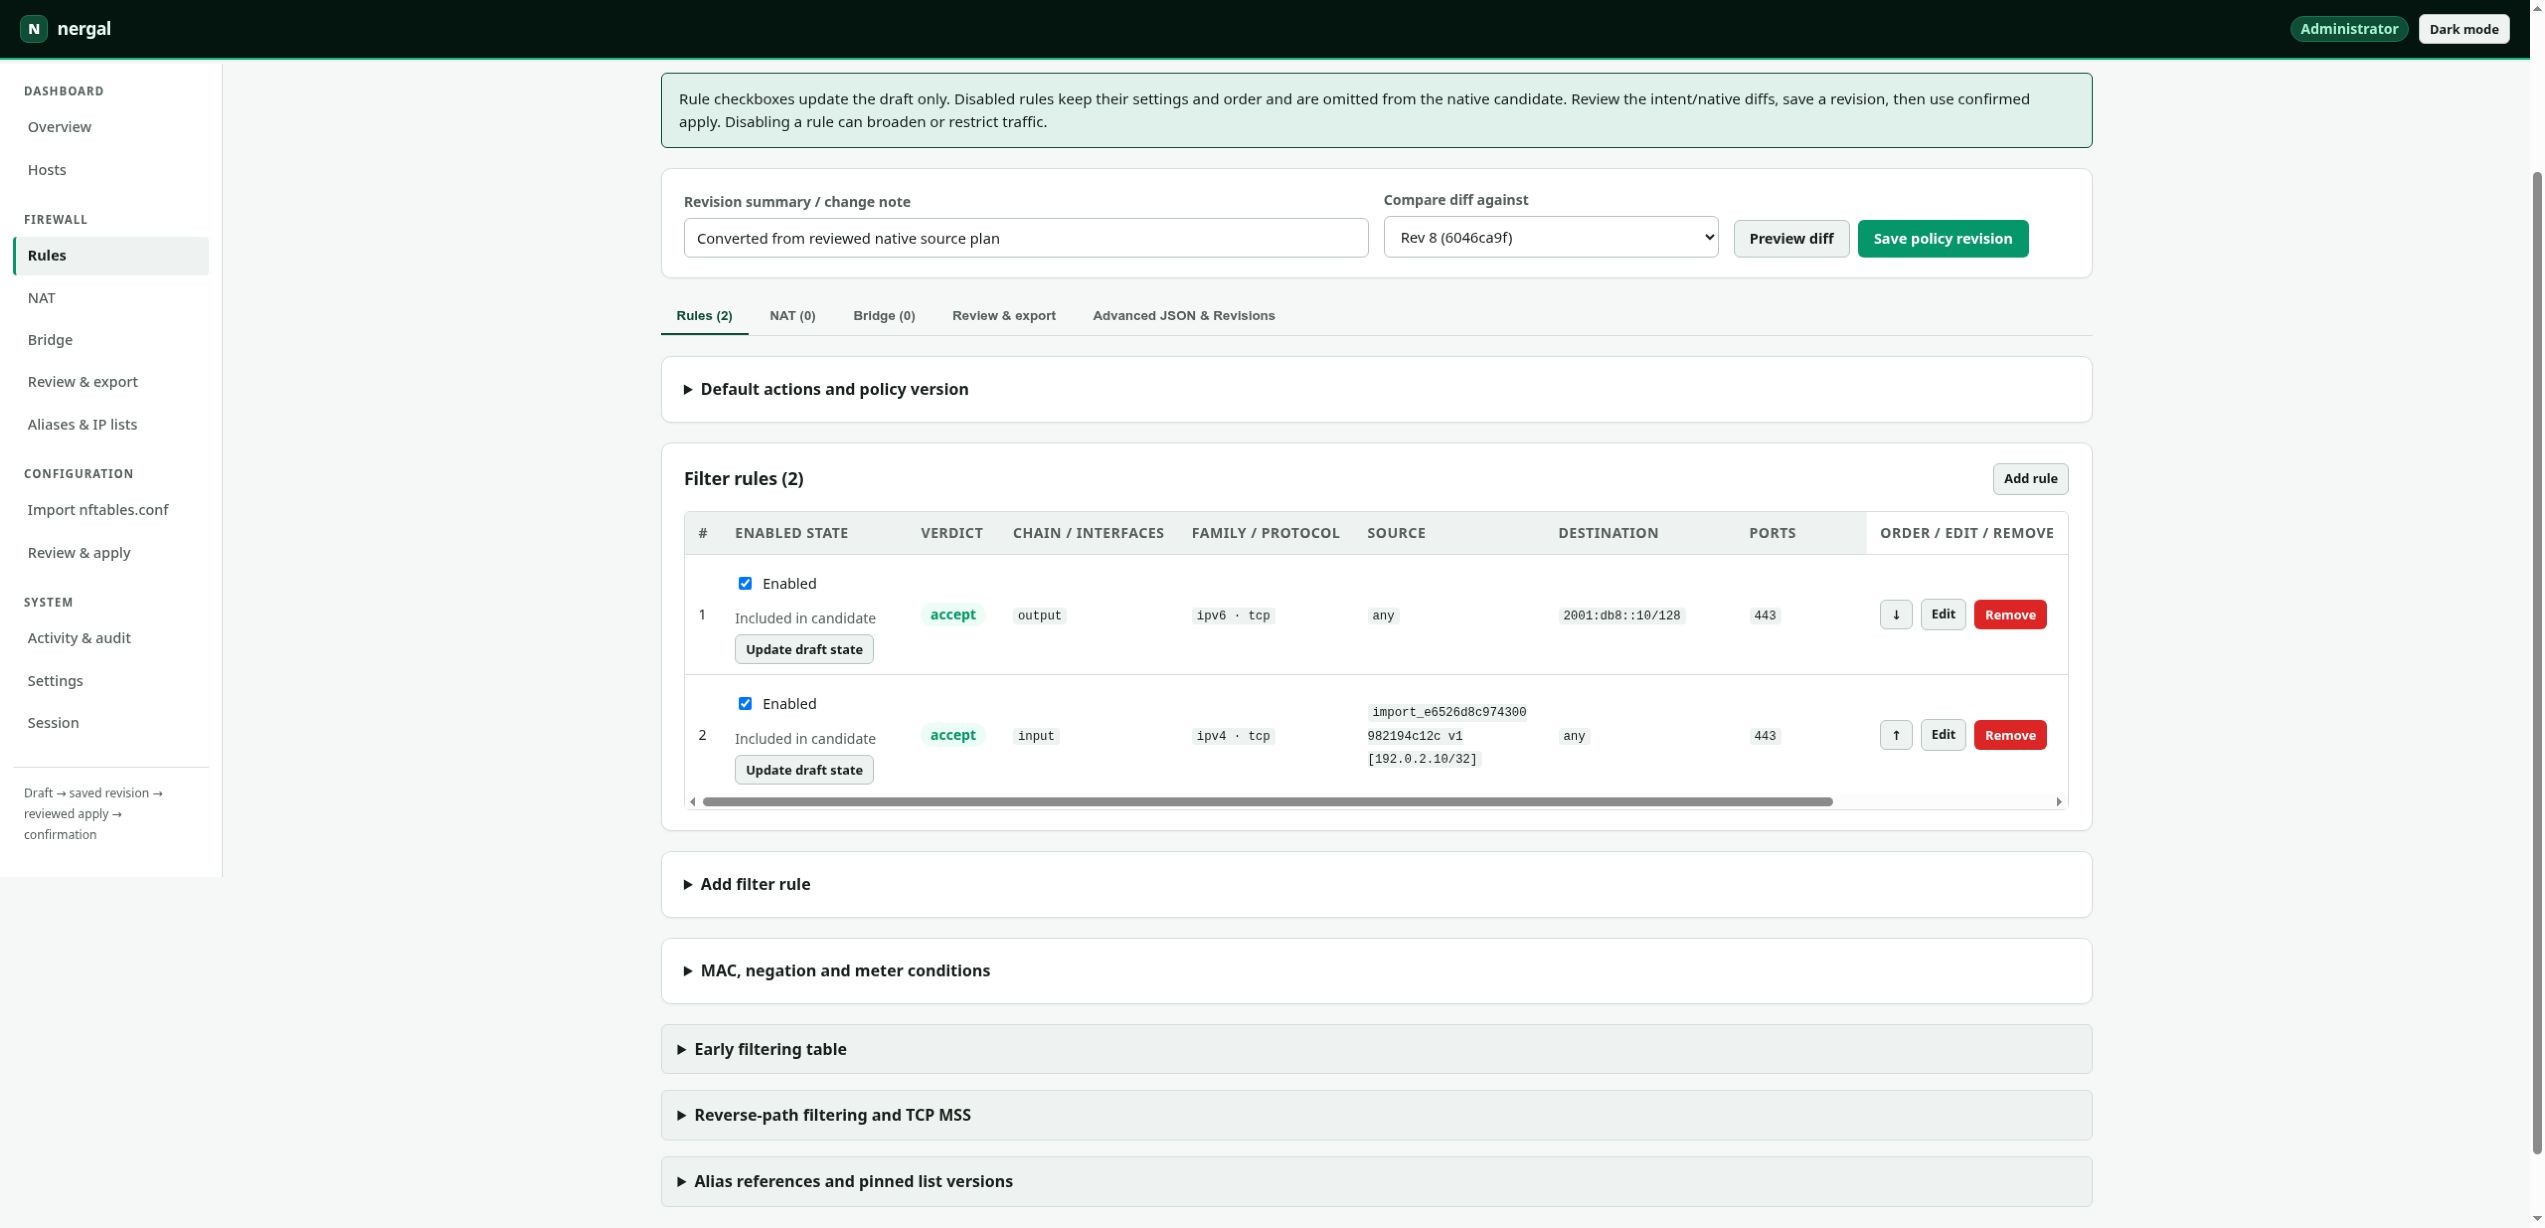 N nergal
Administrator
Dark mode
DASHBOARD
Overview
Hosts
FIREWALL
Rules
NAT
Bridge
Review & export
Aliases & IP lists
CONFIGURATION
Import nftables.conf
Review & apply
SYSTEM
Activity & audit
Settings
Session
Draft → saved revision →
reviewed apply →
confirmation
Rule checkboxes update the draft only. Disabled rules keep their settings and order and are omitted from the native candidate. Review the intent/native diffs, save a revision, then use confirmed
apply. Disabling a rule can broaden or restrict traffic.
Revision summary / change note
Compare diff against
Converted from reviewed native source plan
Rev 8 (6046ca9f)
Preview diff
Save policy revision
Rules (2)
NAT (0)
Bridge (0)
Review & export
Advanced JSON & Revisions
▶ Default actions and policy version
Filter rules (2)
Add rule
# ENABLED STATE VERDICT CHAIN / INTERFACES FAMILY / PROTOCOL SOURCE DESTINATION PORTS ORDER / EDIT / REMOVE
Enabled
1 Included in candidate accept output ipv6 · tcp any 2001:db8::10/128 443 ↓ Edit Remove
Update draft state
Enabled
import_e6526d8c974300
2 Included in candidate accept input ipv4 · tcp 982194c12c v1 any 443 ↑ Edit Remove
[192.0.2.10/32]
Update draft state
▶ Add filter rule
▶ MAC, negation and meter conditions
▶ Early filtering table
▶ Reverse-path filtering and TCP MSS
▶ Alias references and pinned list versions